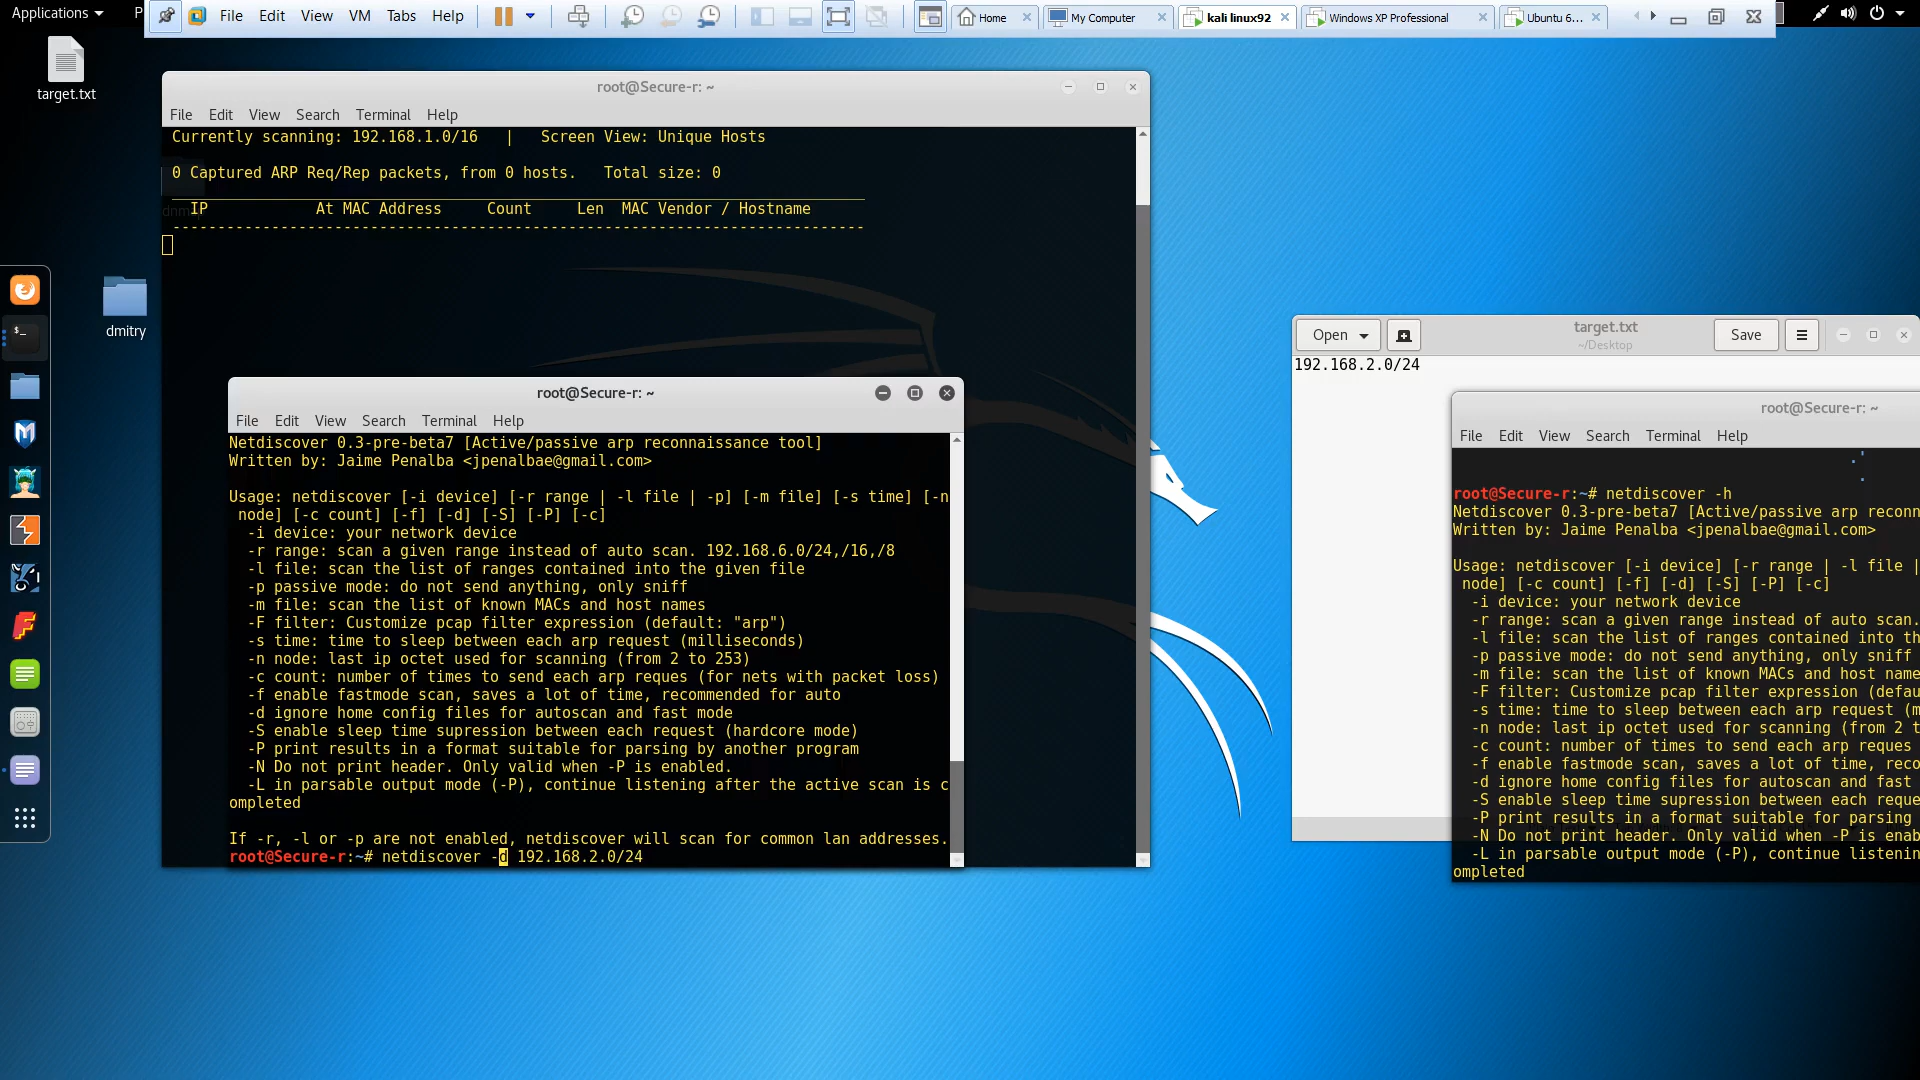 Applications
P
File Edit View VM Tabs Help
Home
My Computer
kali linux92
Windows XP Professional
Ubuntu 6...
target.txt
root@Secure-r: ~
File Edit View Search Terminal Help
Currently scanning: 192.168.1.0/16 | Screen View: Unique Hosts
0 Captured ARP Req/Rep packets, from 0 hosts. Total size: 0
_____________________________________________________________________________
IP At MAC Address Count Len MAC Vendor / Hostname
-----------------------------------------------------------------------------
dmitry
root@Secure-r: ~
File Edit View Search Terminal Help
Netdiscover 0.3-pre-beta7 [Active/passive arp reconnaissance tool]
Written by: Jaime Penalba <jpenalbae@gmail.com>
Usage: netdiscover [-i device] [-r range | -l file | -p] [-m file] [-s time] [-n
node] [-c count] [-f] [-d] [-S] [-P] [-c]
-i device: your network device
-r range: scan a given range instead of auto scan. 192.168.6.0/24,/16,/8
-l file: scan the list of ranges contained into the given file
-p passive mode: do not send anything, only sniff
-m file: scan the list of known MACs and host names
-F filter: Customize pcap filter expression (default: "arp")
-s time: time to sleep between each arp request (milliseconds)
-n node: last ip octet used for scanning (from 2 to 253)
-c count: number of times to send each arp reques (for nets with packet loss)
-f enable fastmode scan, saves a lot of time, recommended for auto
-d ignore home config files for autoscan and fast mode
-S enable sleep time supression between each request (hardcore mode)
-P print results in a format suitable for parsing by another program
-N Do not print header. Only valid when -P is enabled.
-L in parsable output mode (-P), continue listening after the active scan is c
ompleted
If -r, -l or -p are not enabled, netdiscover will scan for common lan addresses.
root@Secure-r:~# netdiscover -d 192.168.2.0/24
Open
target.txt
~/Desktop
Save
192.168.2.0/24
root@Secure-r: ~
File Edit View Search Terminal Help
root@Secure-r:~# netdiscover -h
Netdiscover 0.3-pre-beta7 [Active/passive arp reconn
Written by: Jaime Penalba <jpenalbae@gmail.com>
Usage: netdiscover [-i device] [-r range | -l file |
node] [-c count] [-f] [-d] [-S] [-P] [-c]
-i device: your network device
-r range: scan a given range instead of auto scan.
-l file: scan the list of ranges contained into th
-p passive mode: do not send anything, only sniff
-m file: scan the list of known MACs and host name
-F filter: Customize pcap filter expression (defau
-s time: time to sleep between each arp request (m
-n node: last ip octet used for scanning (from 2 t
-c count: number of times to send each arp reques
-f enable fastmode scan, saves a lot of time, reco
-d ignore home config files for autoscan and fast
-S enable sleep time supression between each reque
-P print results in a format suitable for parsing
-N Do not print header. Only valid when -P is enab
-L in parsable output mode (-P), continue listenin
ompleted